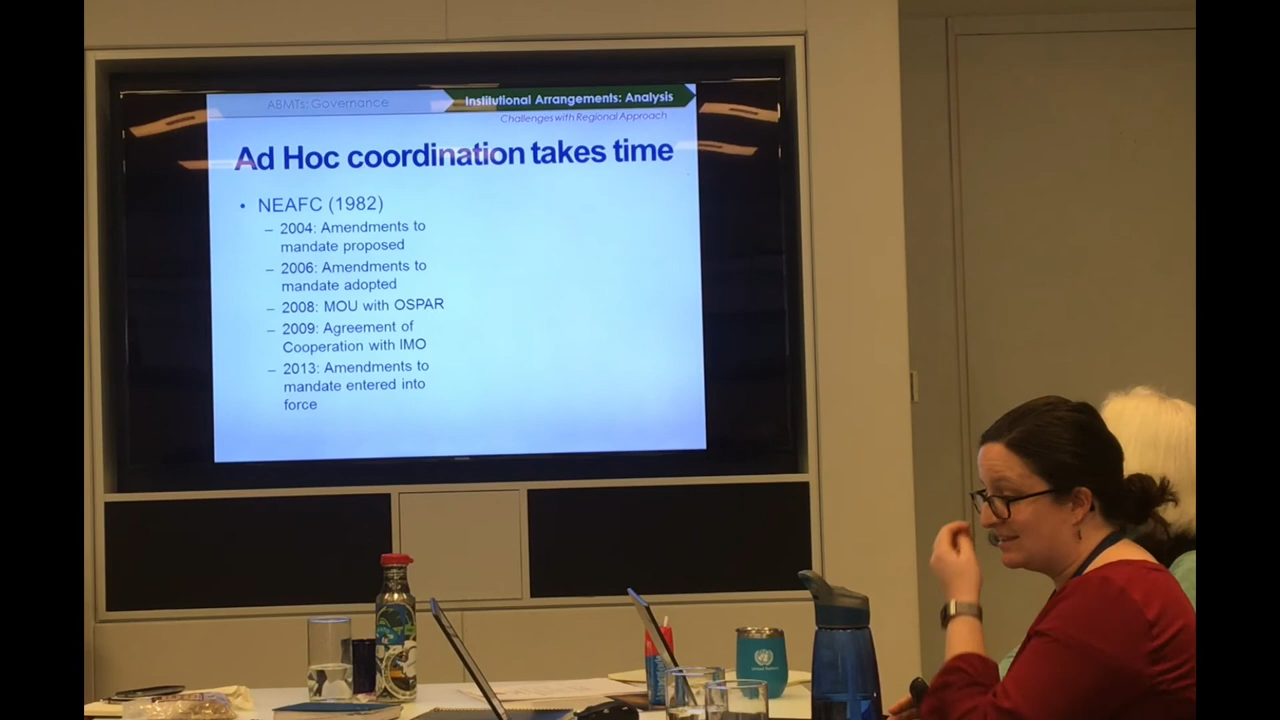 ABMTs: Governance
Institutional Arrangements: Analysis
Challenges with Regional Approach
Ad Hoc coordination takes time
• NEAFC (1982)
– 2004: Amendments to
mandate proposed
– 2006: Amendments to
mandate adopted
– 2008: MOU with OSPAR
– 2009: Agreement of
Cooperation with IMO
– 2013: Amendments to
mandate entered into
force
United Nations